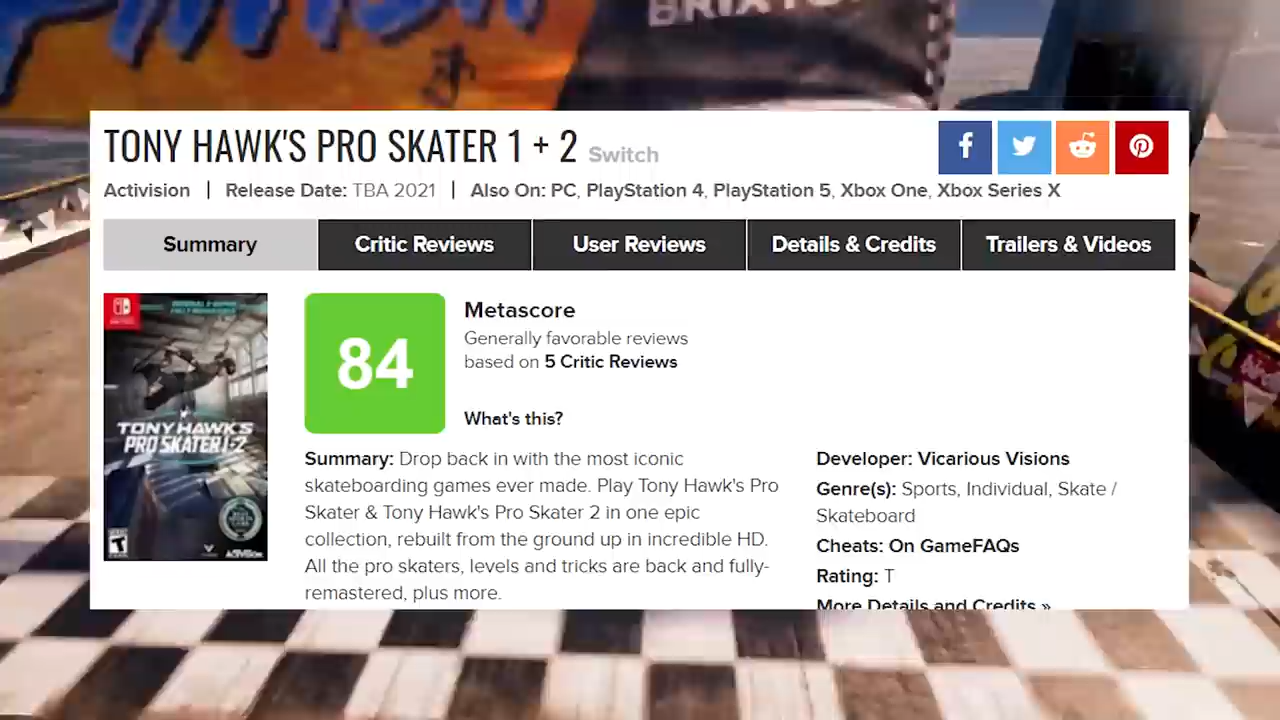 BRIXTO
TONY HAWK'S PRO SKATER 1 + 2 Switch
Activision | Release Date: TBA 2021 | Also On: PC, PlayStation 4, PlayStation 5, Xbox One, Xbox Series X
Summary Critic Reviews User Reviews Details & Credits Trailers & Videos
TONY HAWK'S
PRO SKATER 1+2
T
ACTIVISION
84
Metascore
Generally favorable reviews
based on 5 Critic Reviews
What's this?
Summary: Drop back in with the most iconic
skateboarding games ever made. Play Tony Hawk's Pro
Skater & Tony Hawk's Pro Skater 2 in one epic
collection, rebuilt from the ground up in incredible HD.
All the pro skaters, levels and tricks are back and fully-
remastered, plus more.
Developer: Vicarious Visions
Genre(s): Sports, Individual, Skate /
Skateboard
Cheats: On GameFAQs
Rating: T
More Details and Credits »